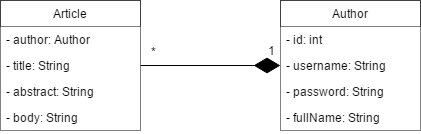 Article
- author: Author
- title: String
- abstract: String
- body: String
* 1
Author
- id: int
- username: String
- password: String
- fullName: String